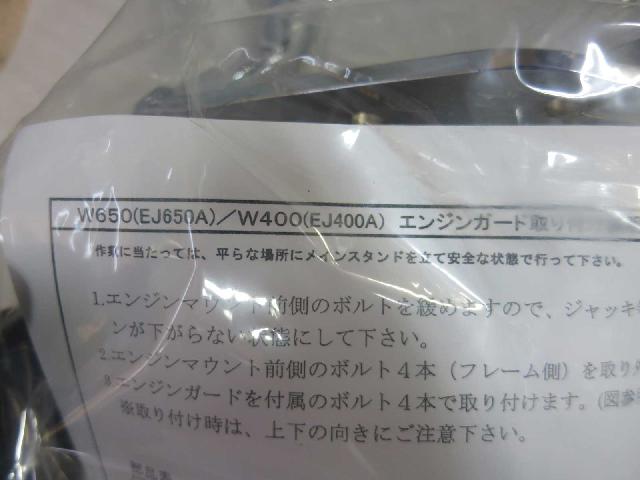 W650(EJ650A)／W400(EJ400A) エンジンガード取り付
作業に当たっては、平らな場所にメインスタンドを立て安全な状態で行って下さい。
1.エンジンマウント前側のボルトを緩めますので、ジャッキ
ンが下がらない状態にして下さい。
2.エンジンマウント前側のボルト４本（フレーム側）を取り外
3.エンジンガードを付属のボルト４本で取り付けます。(図参
※取り付け時は、上下の向きにご注意下さい。
部品表